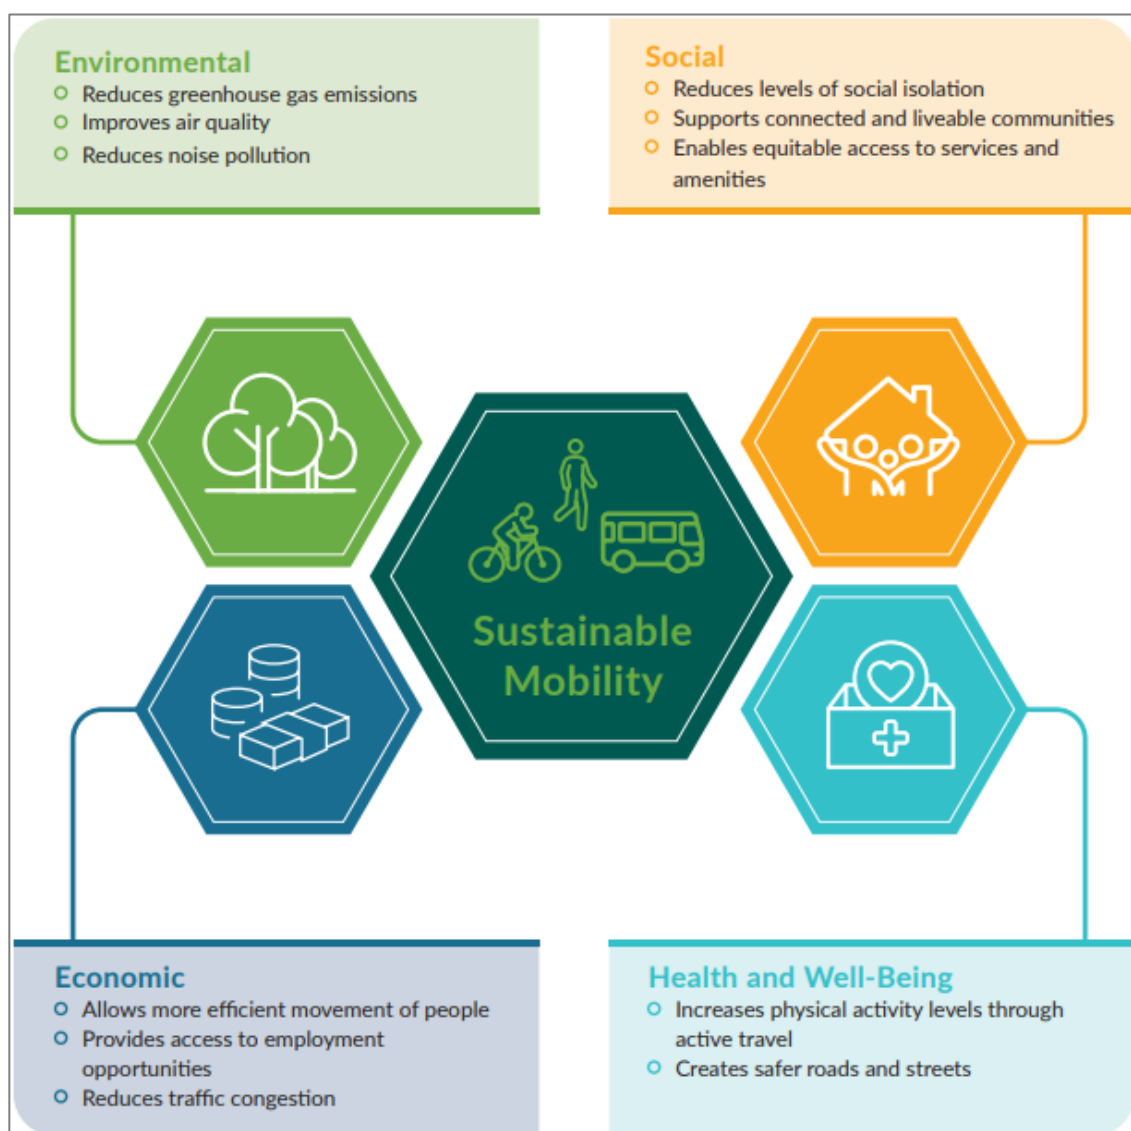 Environmental
Reduces greenhouse gas emissions
Improves air quality
Reduces noise pollution
Social
Reduces levels of social isolation
Supports connected and liveable communities
Enables equitable access to services and
amenities
Sustainable
Mobility
Economic
Allows more efficient movement of people
Provides access to employment
opportunities
Reduces traffic congestion
Health and Well-Being
Increases physical activity levels through
active travel
Creates safer roads and streets